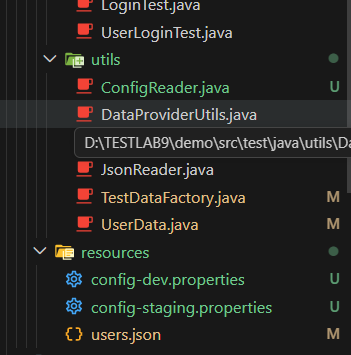 LoginTest.java
UserLoginTest.java
utils
ConfigReader.java U
DataProviderUtils.java
D:\TESTLAB9\demo\src\test\java\utils\Da
JsonReader.java
TestDataFactory.java M
UserData.java M
resources
config-dev.properties U
config-staging.properties U
users.json M